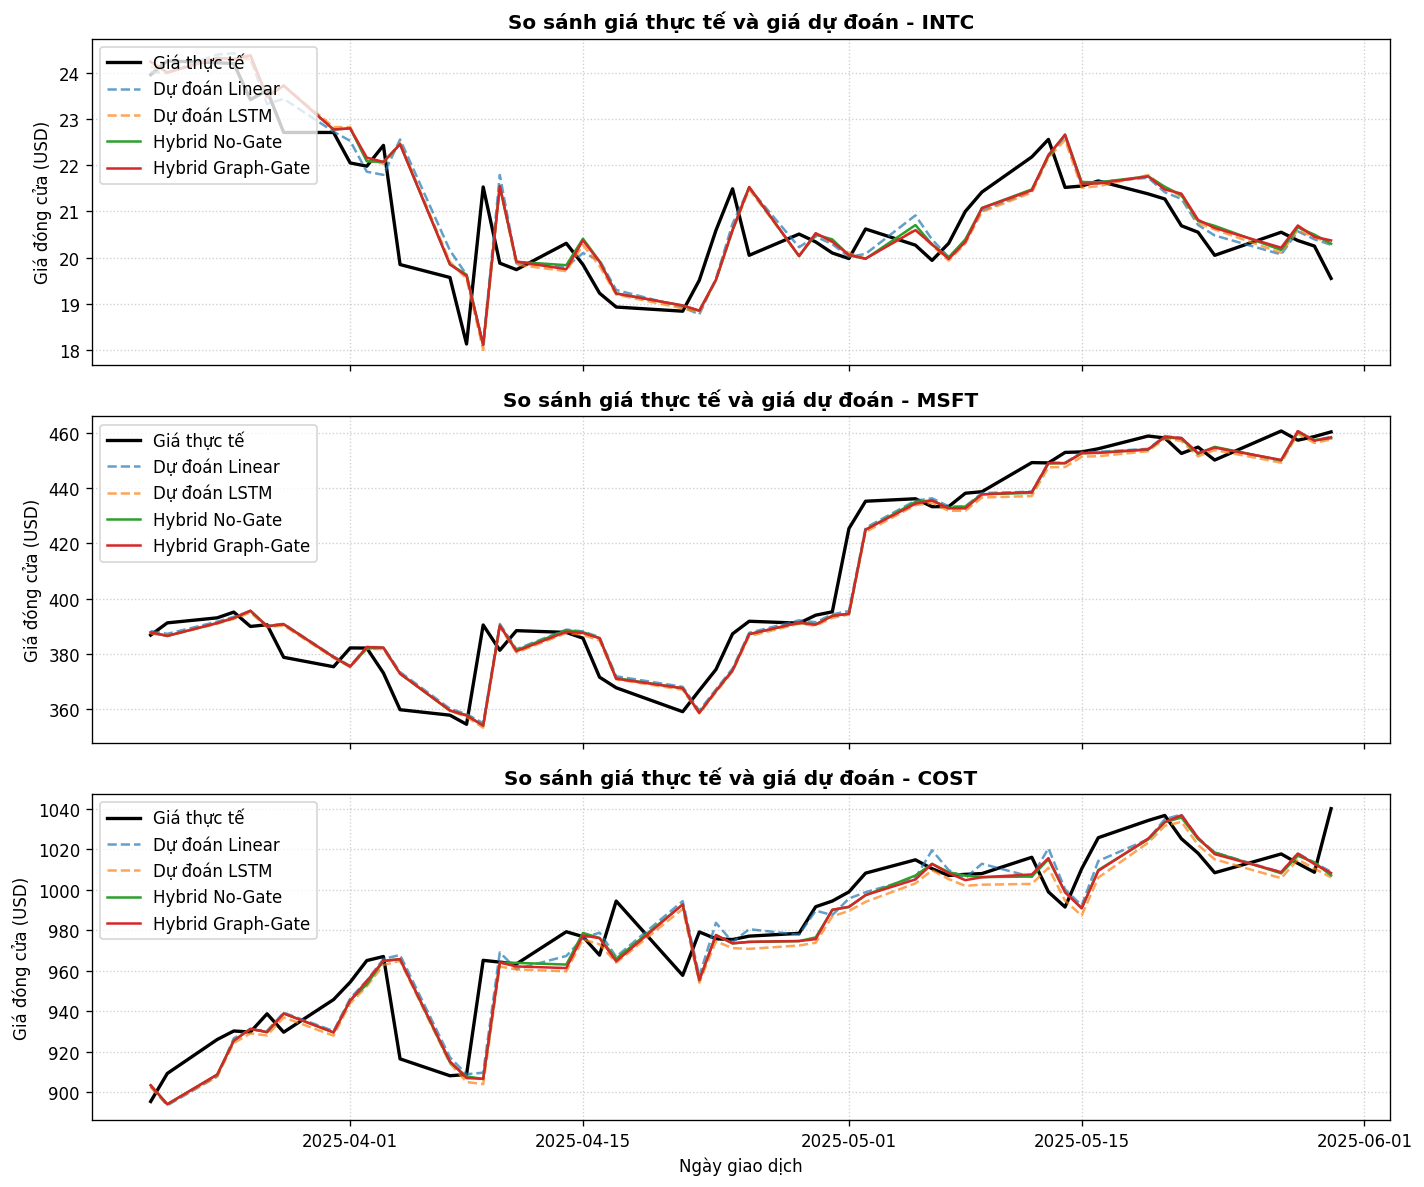 So sánh giá thực tế và giá dự đoán - INTC
Giá đóng cửa (USD)
24
23
22
21
20
19
18
Giá thực tế
Dự đoán Linear
Dự đoán LSTM
Hybrid No-Gate
Hybrid Graph-Gate
So sánh giá thực tế và giá dự đoán - MSFT
Giá đóng cửa (USD)
460
440
420
400
380
360
Giá thực tế
Dự đoán Linear
Dự đoán LSTM
Hybrid No-Gate
Hybrid Graph-Gate
So sánh giá thực tế và giá dự đoán - COST
Giá đóng cửa (USD)
1040
1020
1000
980
960
940
920
900
Giá thực tế
Dự đoán Linear
Dự đoán LSTM
Hybrid No-Gate
Hybrid Graph-Gate
2025-04-01
2025-04-15
2025-05-01
2025-05-15
2025-06-01
Ngày giao dịch